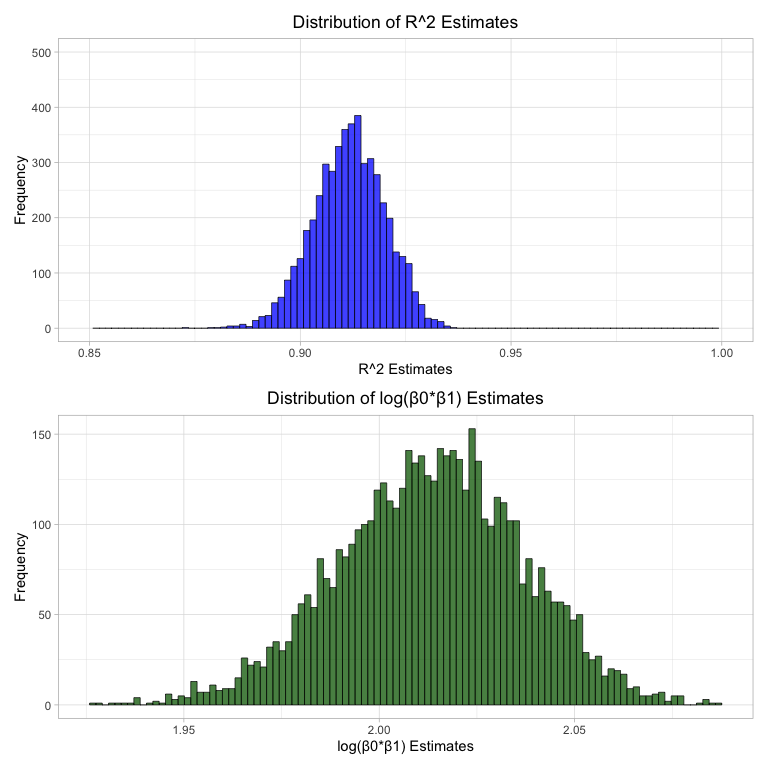 Distribution of R^2 Estimates
500
400
300
200
100
0
Frequency
0.85 0.90 0.95 1.00
R^2 Estimates
Distribution of log(β0*β1) Estimates
150
100
50
0
Frequency
1.95 2.00 2.05
log(β0*β1) Estimates